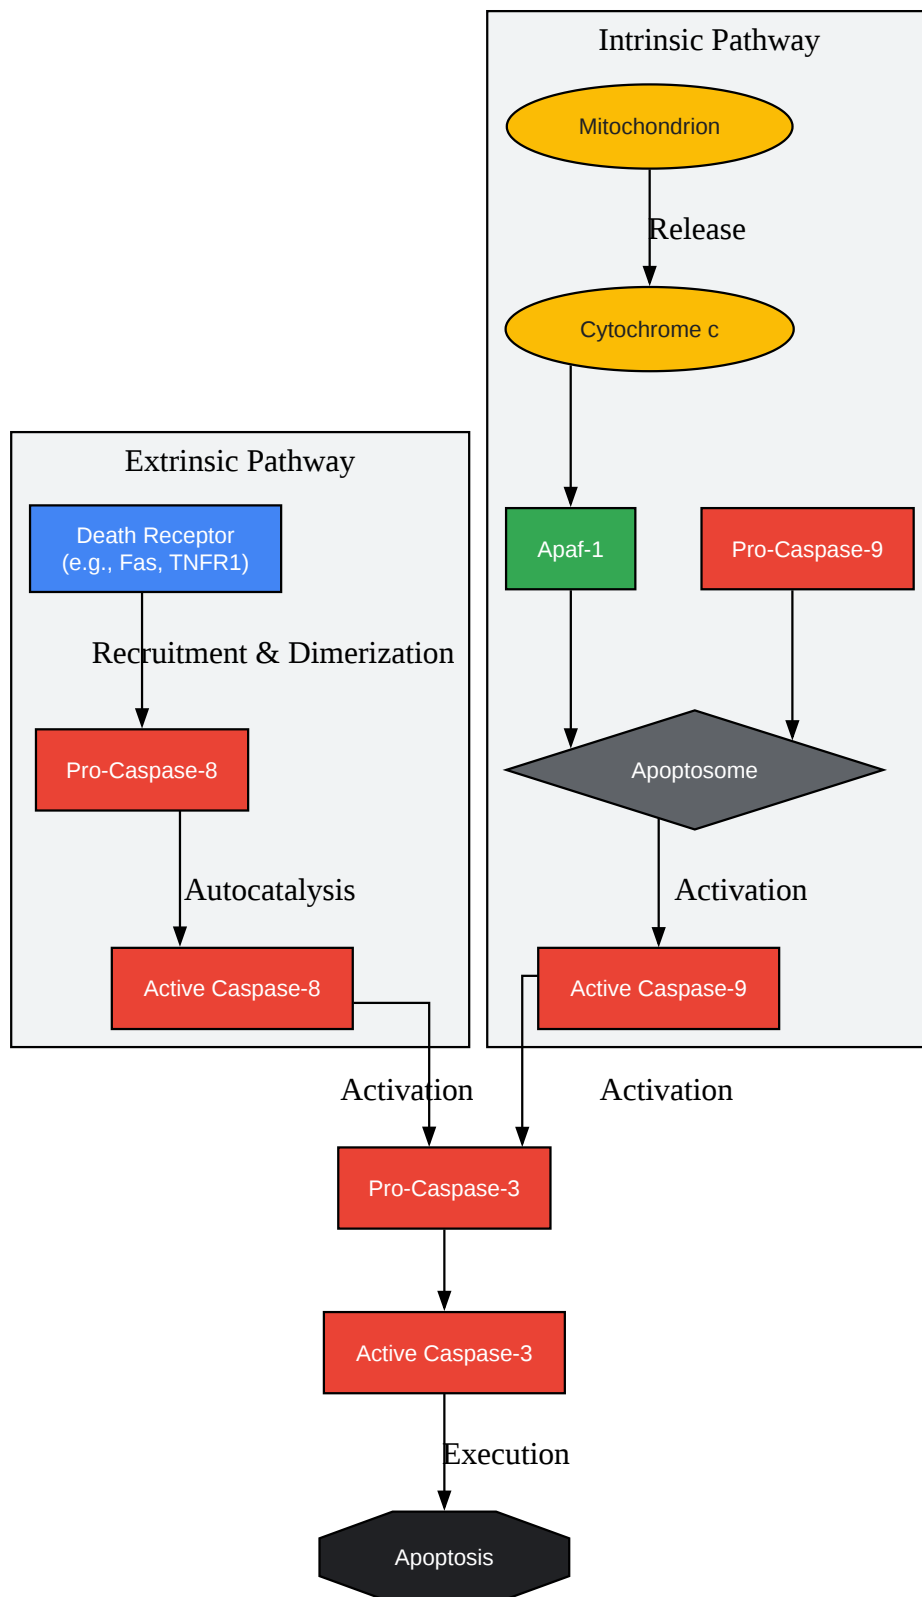 Intrinsic Pathway
Mitochondrion
Release
Cytochrome c
Extrinsic Pathway
Death Receptor
(e.g., Fas, TNFR1)
Apaf-1
Pro-Caspase-9
Recruitment & Dimerization
Pro-Caspase-8
Apoptosome
Autocatalysis
Activation
Active Caspase-8
Active Caspase-9
Activation
Activation
Pro-Caspase-3
Active Caspase-3
Execution
Apoptosis